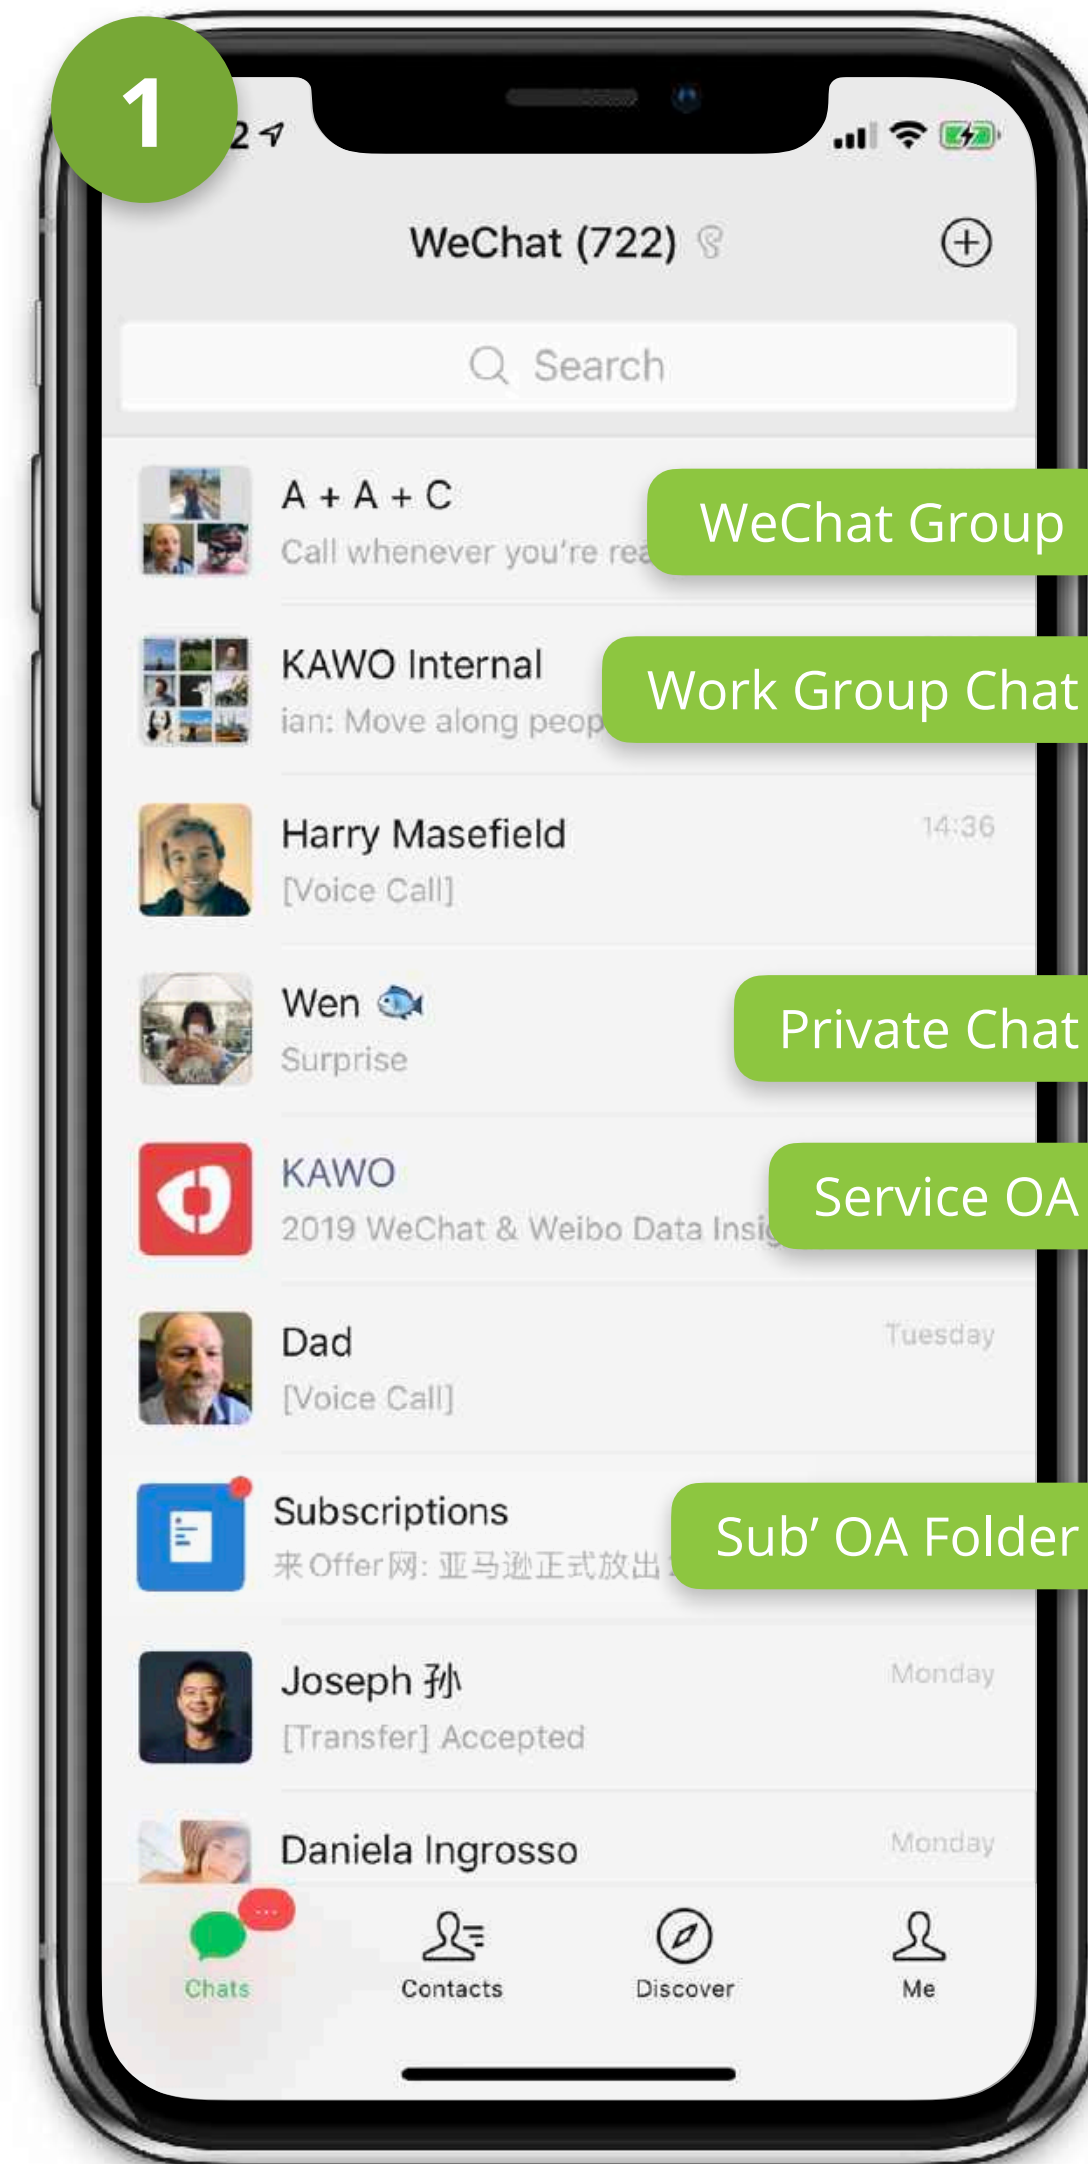 1
2
WeChat (722)
Search
A + A + C
Call whenever you're rea
WeChat Group
KAWO Internal
ian: Move along peop
Work Group Chat
Harry Masefield
14:36
[Voice Call]
Wen
Surprise
Private Chat
KAWO
2019 WeChat & Weibo Data Insig
Service OA
Dad
Tuesday
[Voice Call]
Subscriptions
来Offer网: 亚马逊正式放出
Sub' OA Folder
Joseph 孙
Monday
[Transfer] Accepted
Daniela Ingrosso
Monday
Chats
Contacts
Discover
Me